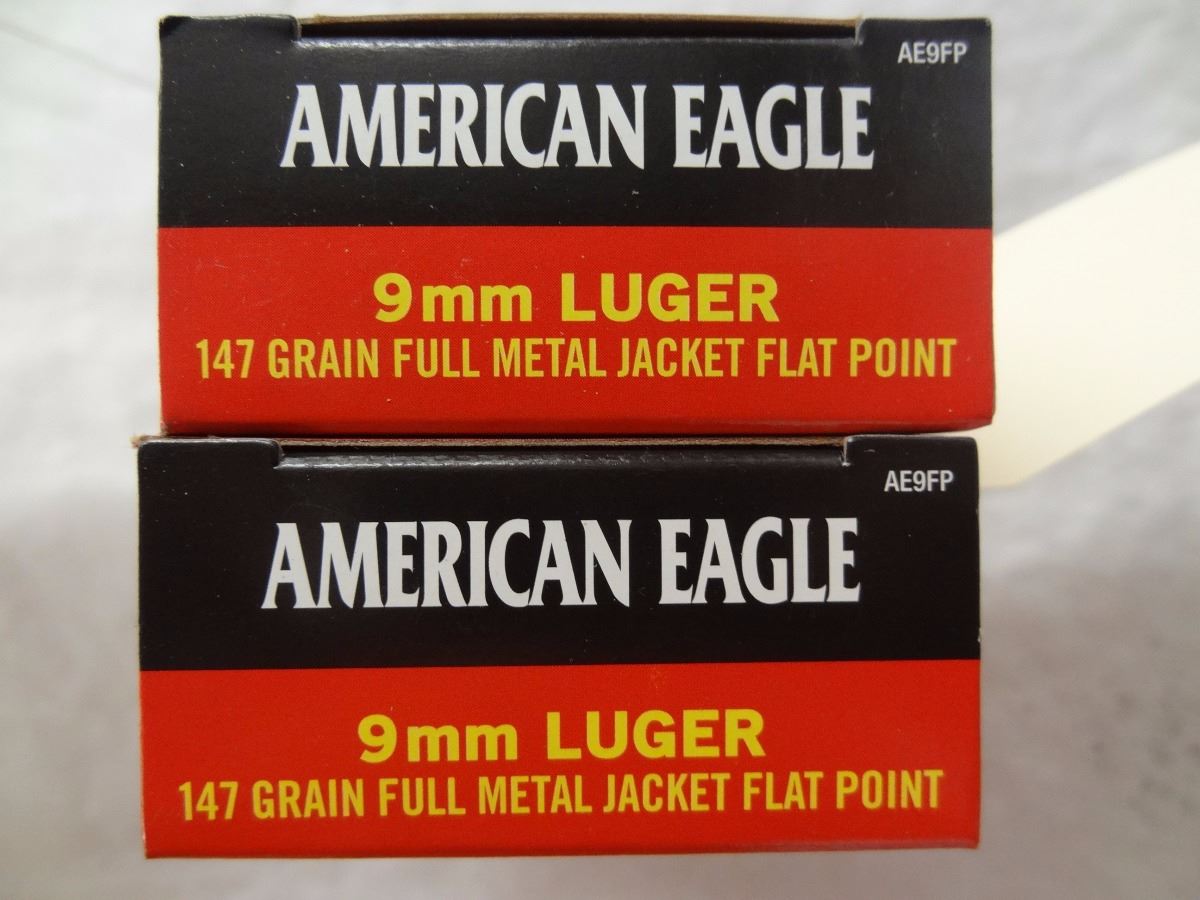 AE9FP
AMERICAN EAGLE
9mm LUGER
147 GRAIN FULL METAL JACKET FLAT POINT
AE9FP
AMERICAN EAGLE
9mm LUGER
147 GRAIN FULL METAL JACKET FLAT POINT